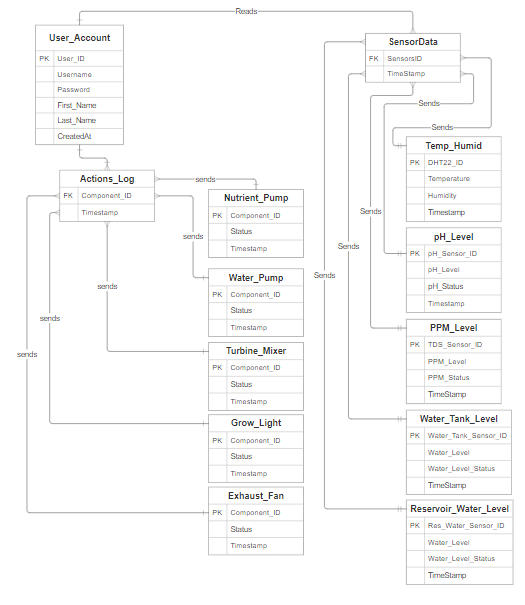 Reads
User_Account
PK User_ID
Username
Password
First_Name
Last_Name
CreatedAt
SensorData
FK SensorsID
TimeStamp
Sends
Sends
Temp_Humid
PK DHT22_ID
Temperature
Humidity
Timestamp
Actions_Log
FK Component_ID
Timestamp
sends
Nutrient_Pump
PK Component_ID
Status
Timestamp
sends
Sends
Sends
Sends
pH_Level
PK pH_Sensor_ID
pH_Level
pH_Status
Timestamp
Water_Pump
PK Component_ID
Status
Timestamp
sends
sends
sends
PPM_Level
PK TDS_Sensor_ID
PPM_Level
PPM_Status
TimeStamp
Turbine_Mixer
PK Component_ID
Status
Timestamp
Grow_Light
PK Component_ID
Status
Timestamp
Water_Tank_Level
PK Water_Tank_Sensor_ID
Water_Level
Water_Level_Status
TimeStamp
Exhaust_Fan
PK Component_ID
Status
Timestamp
Reservoir_Water_Level
PK Res_Water_Sensor_ID
Water_Level
Water_Level_Status
TimeStamp